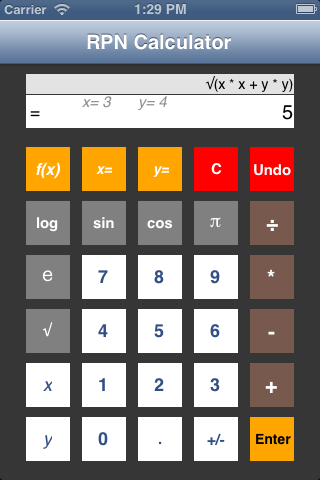 Carrier 1:29 PM
RPN Calculator
√(x * x + y * y)
x= 3 y= 4
= 5
f(x) x= y= C Undo
log sin cos π ÷
e 7 8 9 *
√ 4 5 6 -
x 1 2 3 +
y 0 . +/- Enter